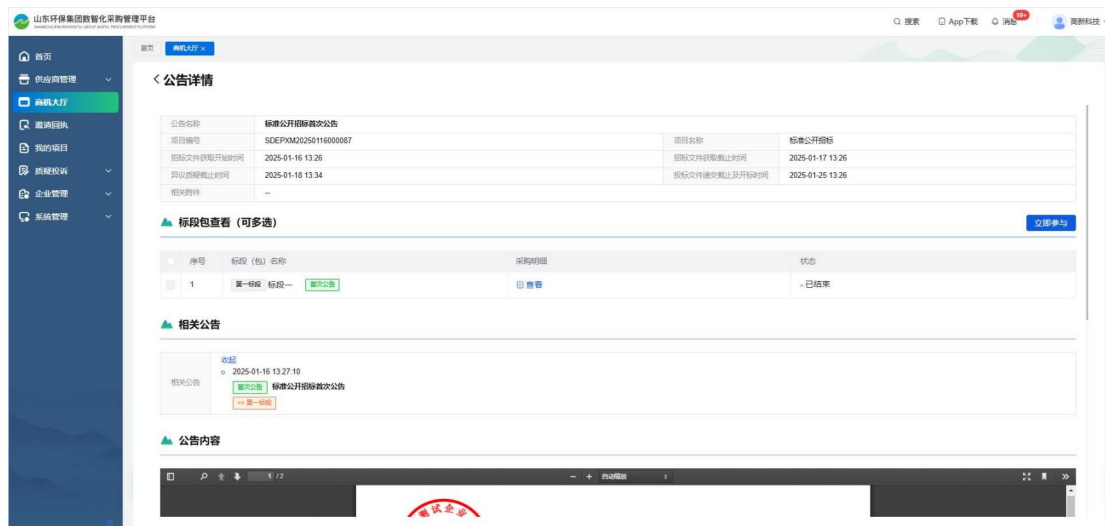 山东环保集团数智化采购管理平台
搜索 App下载 消息 10+ 高新科技
首页 商机大厅 ×
首页
供应商管理
商机大厅
邀请回执
我的项目
质疑投诉
企业管理
系统管理
公告详情
公告名称 标准公开招标首次公告
项目编号 SDEPXM20250116000087 项目名称 标准公开招标
招标文件获取开始时间 2025-01-16 13:26 招标文件获取截止时间 2025-01-17 13:26
异议质疑截止时间 2025-01-18 13:34 投标文件递交截止及开标时间 2025-01-25 13:26
相关附件 --
标段包查看（可多选） 立即参与
序号 标段（包）名称 采购明细 状态
1 第一标段 标段一 首次公告 查看 已结束
相关公告
收起
2025-01-16 13:27:10
相关公告
首次公告 标准公开招标首次公告
>> 第一标段
公告内容
1 / 2 − + 自动缩放
测试企业